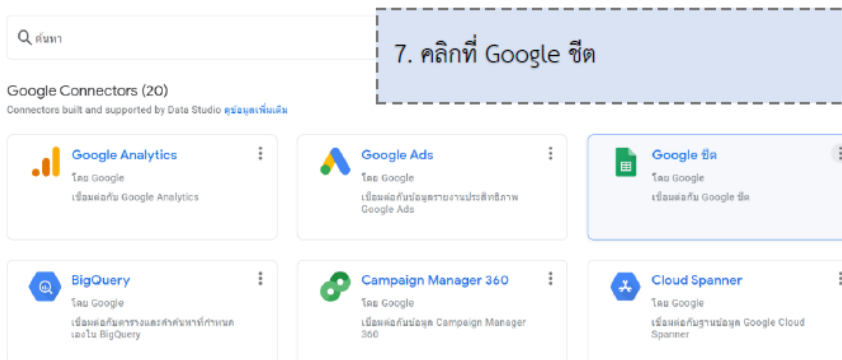 ค้นหา
7. คลิกที่ Google ชีต
Google Connectors (20)
Connectors built and supported by Data Studio ดูข้อมูลเพิ่มเติม
Google Analytics
โดย Google
เชื่อมต่อกับ Google Analytics
Google Ads
โดย Google
เชื่อมต่อกับข้อมูลรายงานประสิทธิภาพ
Google Ads
Google ชีต
โดย Google
เชื่อมต่อกับ Google ชีต
BigQuery
โดย Google
เชื่อมต่อกับตารางและคำค้นหาที่กำหนด
เองใน BigQuery
Campaign Manager 360
โดย Google
เชื่อมต่อกับข้อมูล Campaign Manager
360
Cloud Spanner
โดย Google
เชื่อมต่อกับฐานข้อมูล Google Cloud
Spanner